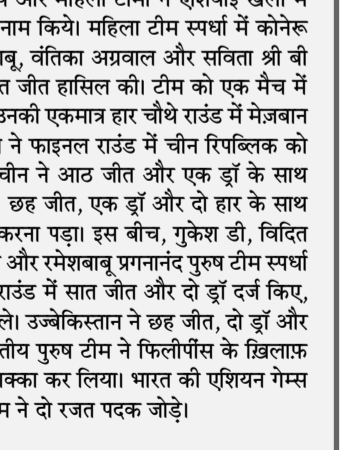 और महिला टीमों ने एशियाई खेलों में
नाम किये। महिला टीम स्पर्धा में कोनेरू
बू, वंतिका अग्रवाल और सविता श्री बी
त जीत हासिल की। टीम को एक मैच में
उनकी एकमात्र हार चौथे राउंड में मेज़बान
ने फाइनल राउंड में चीन रिपब्लिक को
चीन ने आठ जीत और एक ड्रॉ के साथ
छह जीत, एक ड्रॉ और दो हार के साथ
करना पड़ा। इस बीच, गुकेश डी, विदित
और रमेशबाबू प्रगनानंद पुरुष टीम स्पर्धा
राउंड में सात जीत और दो ड्रॉ दर्ज किए,
ले। उज्बेकिस्तान ने छह जीत, दो ड्रॉ और
तीय पुरुष टीम ने फिलीपींस के ख़िलाफ़
क्का कर लिया। भारत की एशियन गेम्स
म ने दो रजत पदक जोड़े।